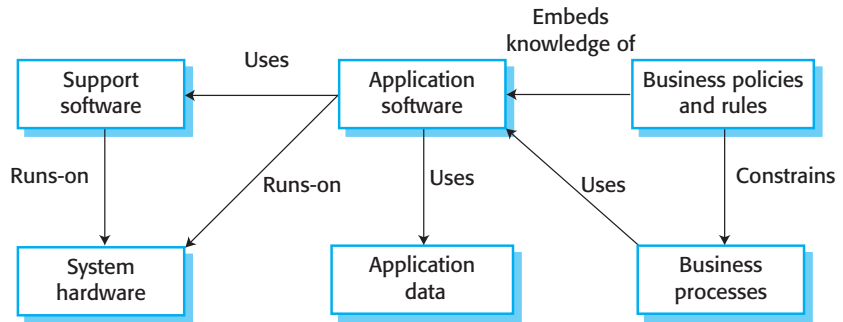 Embeds
knowledge of
Uses
Support
software
Application
software
Business policies
and rules
Runs-on
Runs-on
Uses
Uses
Constrains
System
hardware
Application
data
Business
processes